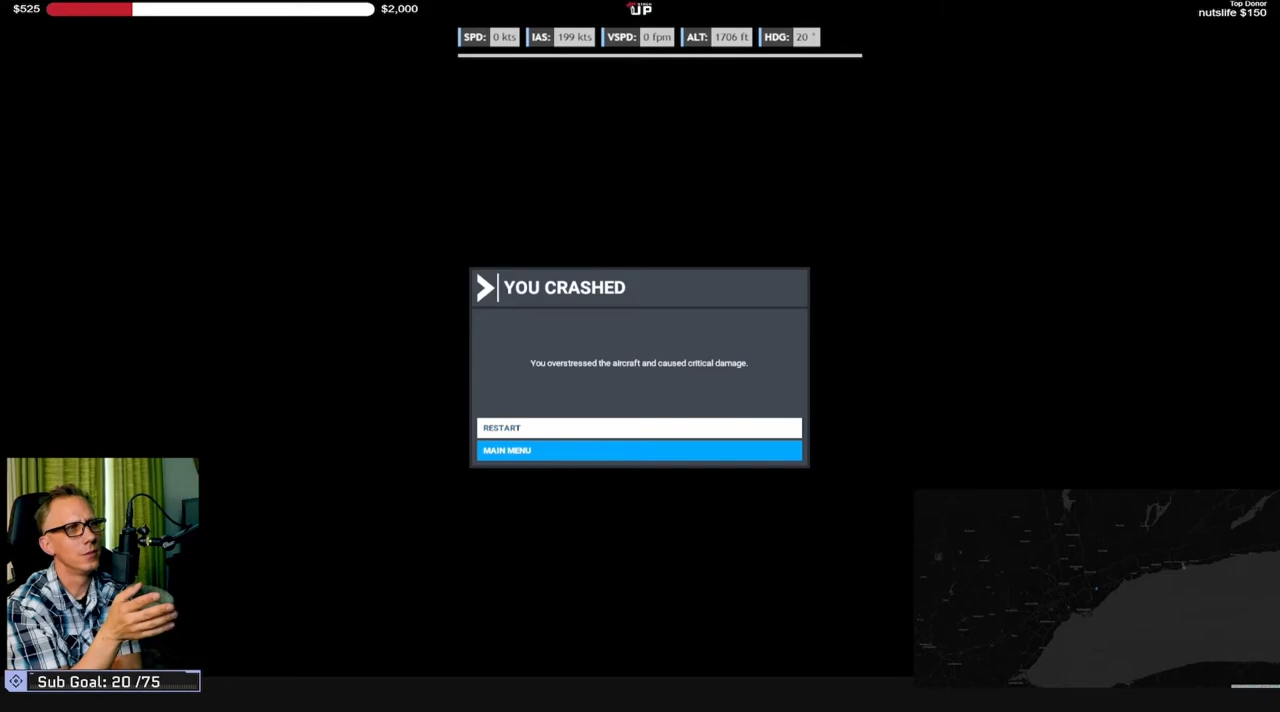 $525
$2,000
UP
Top Donor
nutslife $150
SPD: 0 kts
IAS: 199 kts
VSPD: 0 fpm
ALT: 1706 ft
HDG: 20 °
YOU CRASHED
You overstressed the aircraft and caused critical damage.
RESTART
MAIN MENU
Sub Goal: 20 /75